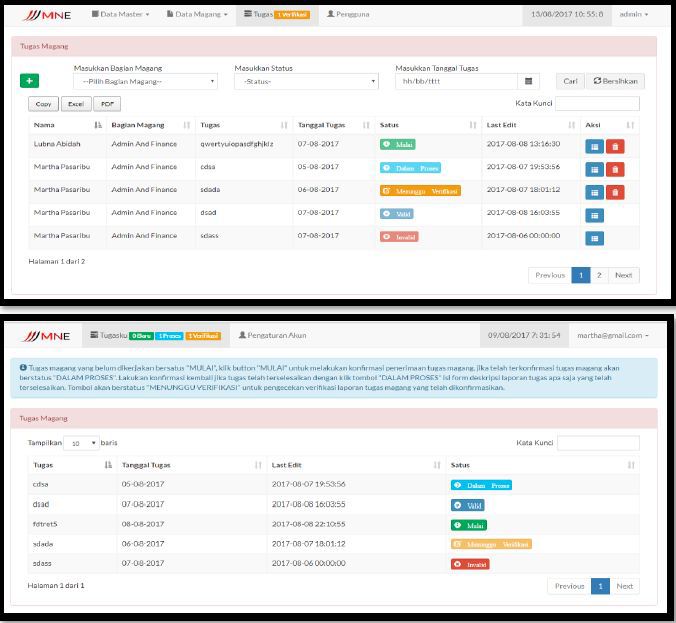 MNE Data Master Data Magang Tugas 1 Verifikasi Pengguna 13/08/2017 10:55:8 admin
Tugas Magang
Masukkan Bagian Magang Masukkan Status Masukkan Tanggal Tugas
+ --Pilih Bagian Magang-- -Status- hh/bb/tttt Cari Bersihkan
Copy Excel PDF Kata Kunci
Nama Bagian Magang Tugas Tanggal Tugas Satus Last Edit Aksi
Lubna Abidah Admin And Finance qwertyuiopasdfghjklz 07-08-2017 Mulai 2017-08-08 13:16:30
Martha Pasaribu Admin And Finance cdsa 05-08-2017 Dalam Proses 2017-08-07 19:53:56
Martha Pasaribu Admin And Finance sdada 06-08-2017 Menunggu Verifikasi 2017-08-07 18:01:12
Martha Pasaribu Admin And Finance dsad 07-08-2017 Valid 2017-08-08 16:03:55
Martha Pasaribu Admin And Finance sdass 07-08-2017 Invalid 2017-08-06 00:00:00
Halaman 1 dari 2
Previous 1 2 Next
MNE Tugasku 0 Baru 1 Proses 1 Verifikasi Pengaturan Akun 09/08/2017 7:31:54 martha@gmail.com
Tugas magang yang belum dikerjakan bersatus "MULAI", klik button "MULAI" untuk melakukan konfirmasi penerimaan tugas magang. Jika telah terkonfirmasi tugas magang akan
berstatus "DALAM PROSES". Lakukan konfirmasi kembali jika tugas telah terselesaikan dengan klik tombol "DALAM PROSES" isi form deskripsi laporan tugas apa saja yang telah
terselesaikan. Tombol akan berstatus "MENUNGGU VERIFIKASI" untuk pengecekan verifikasi laporan tugas magang yang telah dikonfirmasikan.
Tugas Magang
Tampilkan 10 baris Kata Kunci
Tugas Tanggal Tugas Last Edit Satus
cdsa 05-08-2017 2017-08-07 19:53:56 Dalam Proses
dsad 07-08-2017 2017-08-08 16:03:55 Valid
fdtret5 08-08-2017 2017-08-08 22:10:55 Mulai
sdada 06-08-2017 2017-08-07 18:01:12 Menunggu Verifikasi
sdass 07-08-2017 2017-08-06 00:00:00 Invalid
Halaman 1 dari 1
Previous 1 Next